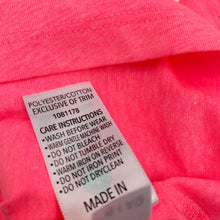 POLYESTER/COTTON
EXCLUSIVE OF TRIM
1081178
CARE INSTRUCTIONS
• WASH BEFORE WEAR
• WARM GENTLE MACHINE WASH
• DO NOT BLEACH
• DO NOT TUMBLE DRY
• WARM IRON ON REVERSE
• DO NOT IRON PRINT
• DO NOT DRYCLEAN
MADE IN